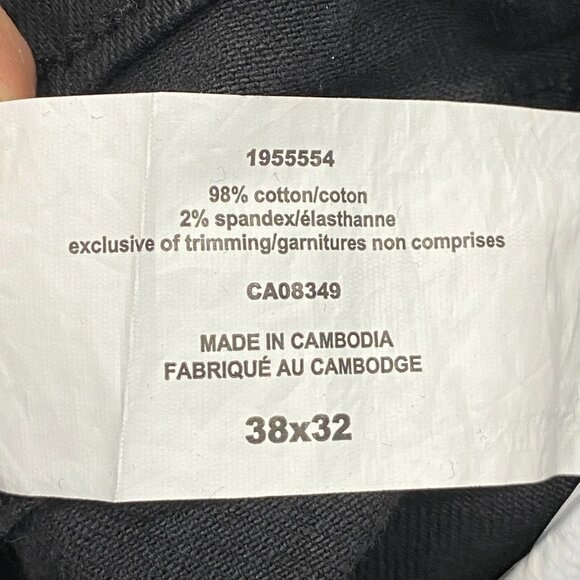 1955554
98% cotton/coton
2% spandex/élasthanne
exclusive of trimming/garnitures non comprises
CA08349
MADE IN CAMBODIA
FABRIQUÉ AU CAMBODGE
38x32